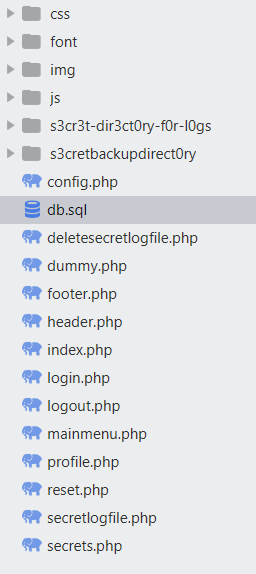 css
font
img
js
s3cr3t-dir3ct0ry-f0r-l0gs
s3cretbackupdirect0ry
config.php
db.sql
deletesecretlogfile.php
dummy.php
footer.php
header.php
index.php
login.php
logout.php
mainmenu.php
profile.php
reset.php
secretlogfile.php
secrets.php